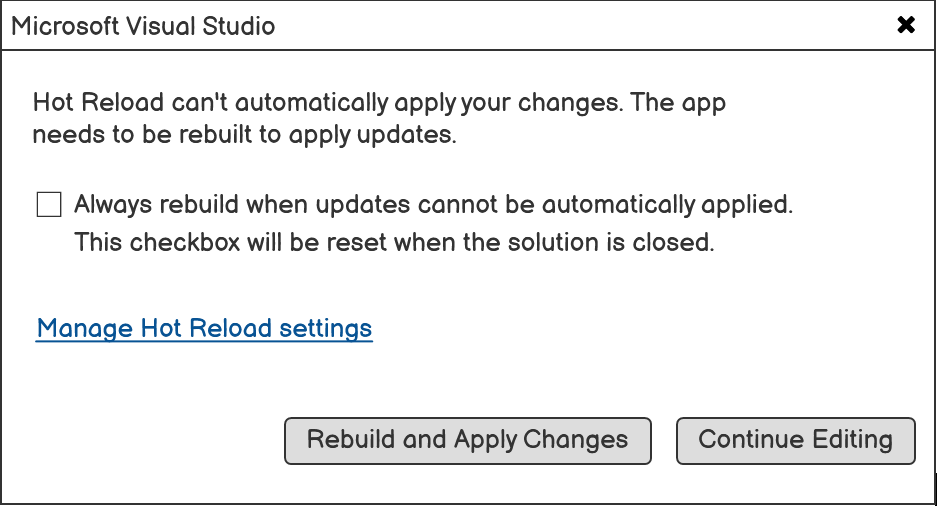 Microsoft Visual Studio
Hot Reload can't automatically apply your changes. The app
needs to be rebuilt to apply updates.
Always rebuild when updates cannot be automatically applied.
This checkbox will be reset when the solution is closed.
Manage Hot Reload settings
Rebuild and Apply Changes
Continue Editing